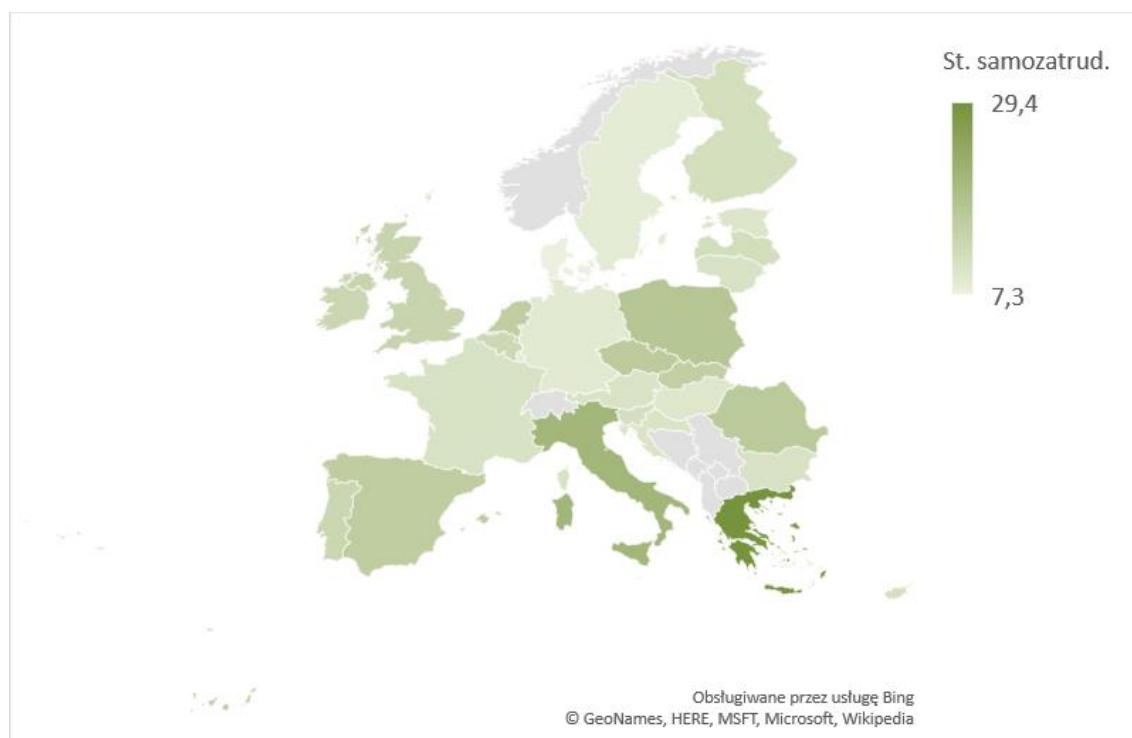 St. samozatrud.
29,4
7,3
Obsługiwane przez usługę Bing
© GeoNames, HERE, MSFT, Microsoft, Wikipedia